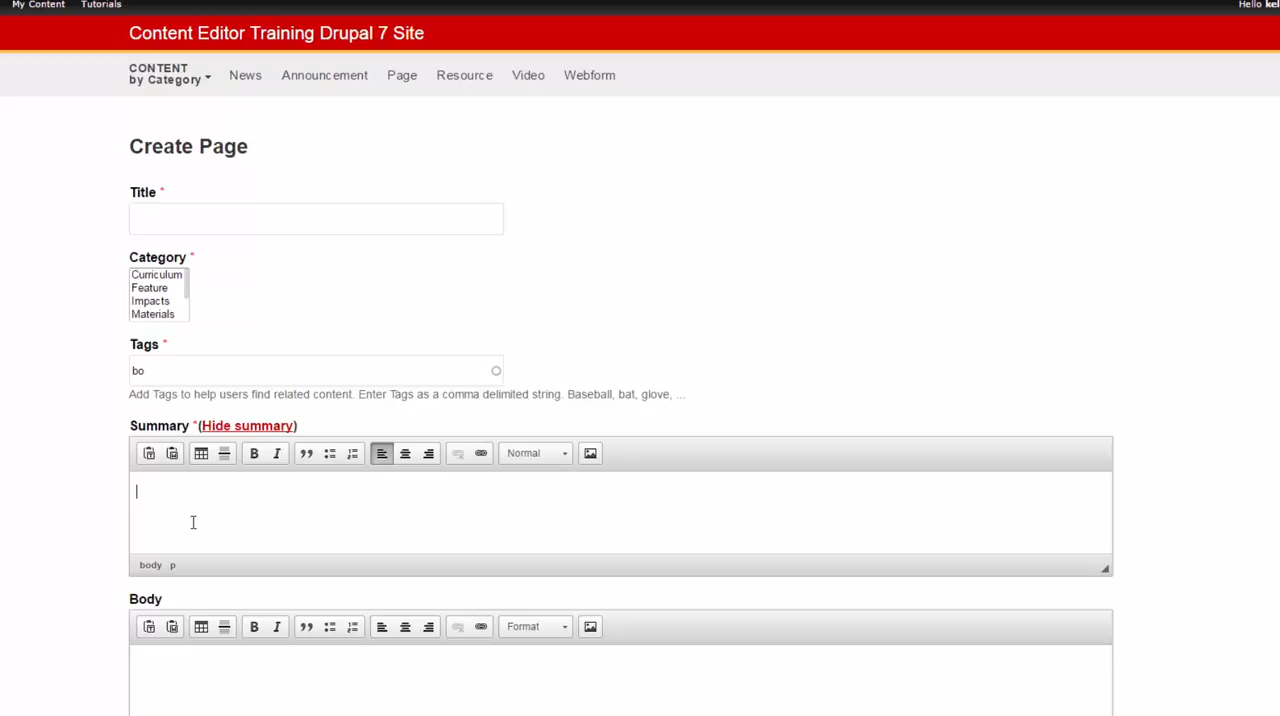 My Content Tutorials Hello kel
Content Editor Training Drupal 7 Site
CONTENT
by Category News Announcement Page Resource Video Webform
Create Page
Title *
Category *
Curriculum
Feature
Impacts
Materials
Tags *
bo
Add Tags to help users find related content. Enter Tags as a comma delimited string. Baseball, bat, glove, ...
Summary *(Hide summary)
B I Normal
body p
Body
B I Format